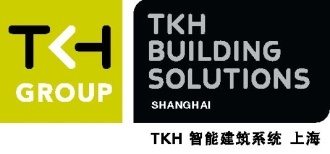 TKH
GROUP
TKH
BUILDING
SOLUTIONS
SHANGHAI
TKH 智能建筑系统 上海